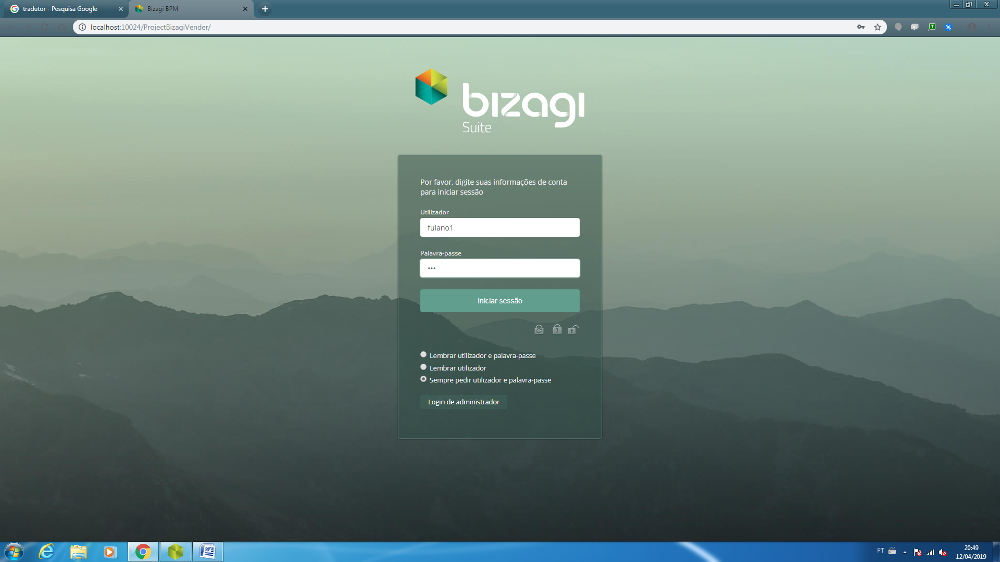 tradutor - Pesquisa Google
Bizagi BPM
localhost:10024/ProjectBizagiVender/
bizagi
Suite
Por favor, digite suas informações de conta
para iniciar sessão
Utilizador
fulano1
Palavra-passe
•••
Iniciar sessão
Lembrar utilizador e palavra-passe
Lembrar utilizador
Sempre pedir utilizador e palavra-passe
Login de administrador
PT
20:49
12/04/2019